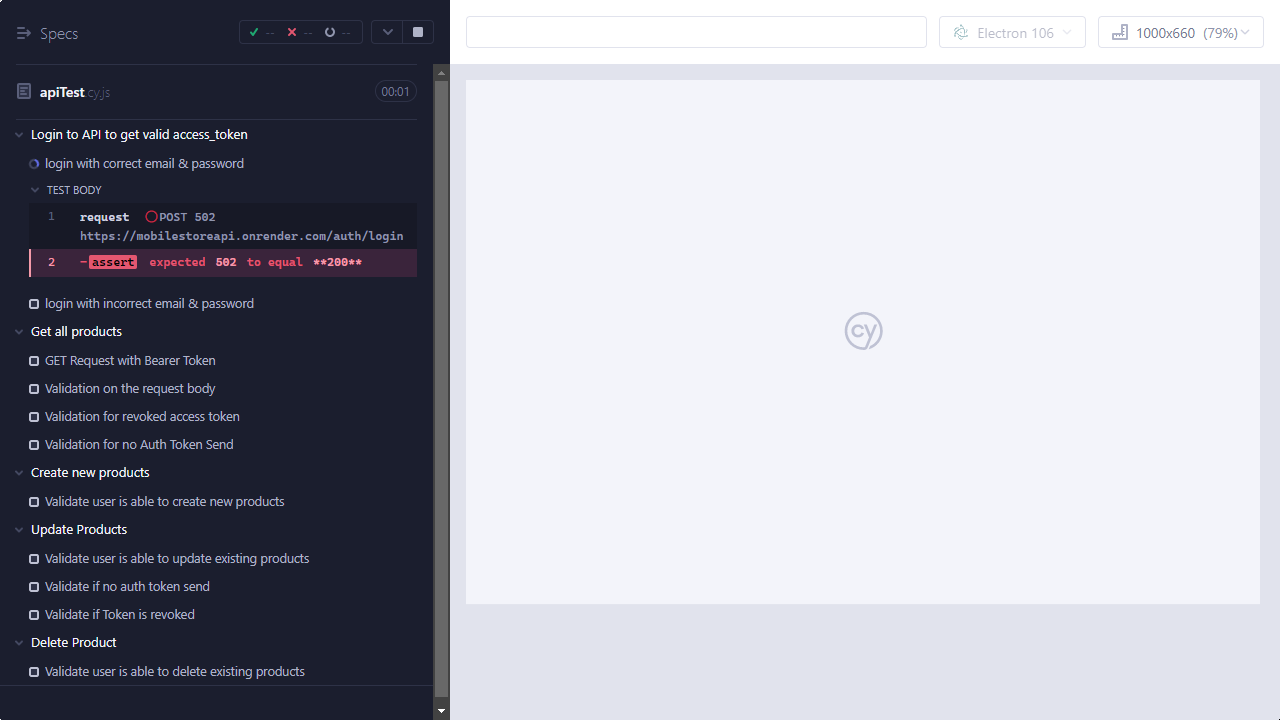 Specs
--
--
--
Electron 106
1000x660 (79%)
apiTest.cy.js
00:01
Login to API to get valid access_token
login with correct email & password
TEST BODY
1 request POST 502
https://mobilestoreapi.onrender.com/auth/login
2 -assert expected 502 to equal **200**
login with incorrect email & password
Get all products
GET Request with Bearer Token
Validation on the request body
Validation for revoked access token
Validation for no Auth Token Send
Create new products
Validate user is able to create new products
Update Products
Validate user is able to update existing products
Validate if no auth token send
Validate if Token is revoked
Delete Product
Validate user is able to delete existing products
cy